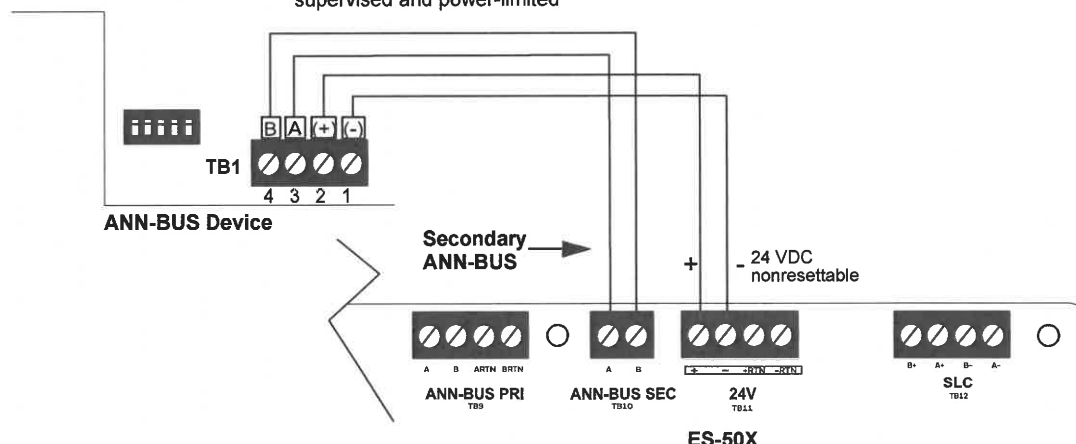 supervised and power-limited
B A (+) (-)
TB1
4 3 2 1
ANN-BUS Device
Secondary
ANN-BUS
+ - 24 VDC
nonresettable
A B ARTN BRTN
ANN-BUS PRI
TB9
A B
ANN-BUS SEC
TB10
+ - +RTN -RTN
24V
TB11
B+ A+ B- A-
SLC
TB12
ES-50X